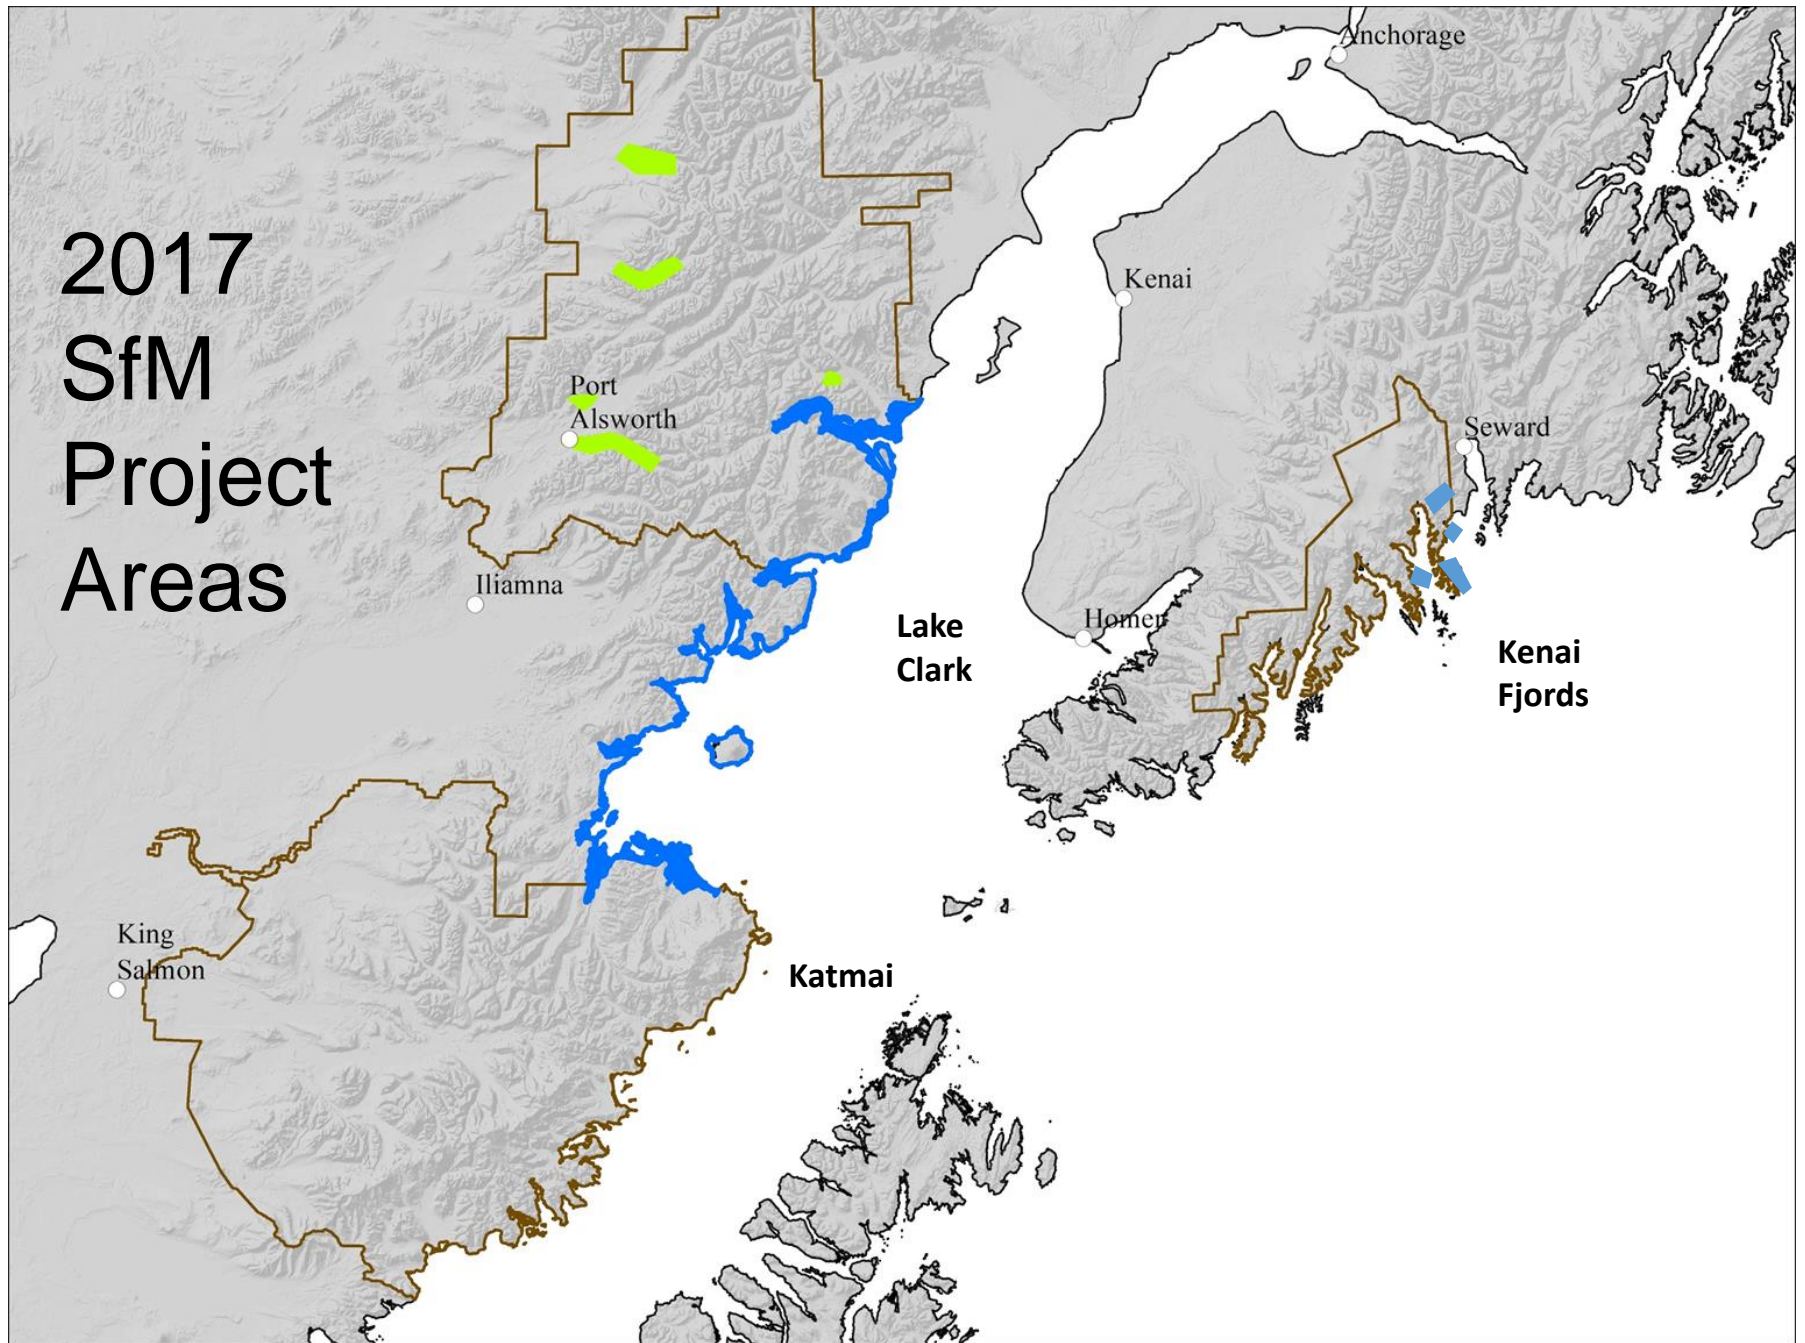 2017
SfM
Project
Areas
Anchorage
Kenai
Port
Alsworth
Seward
Iliamna
Homer
Lake
Clark
Kenai
Fjords
King
Salmon
Katmai